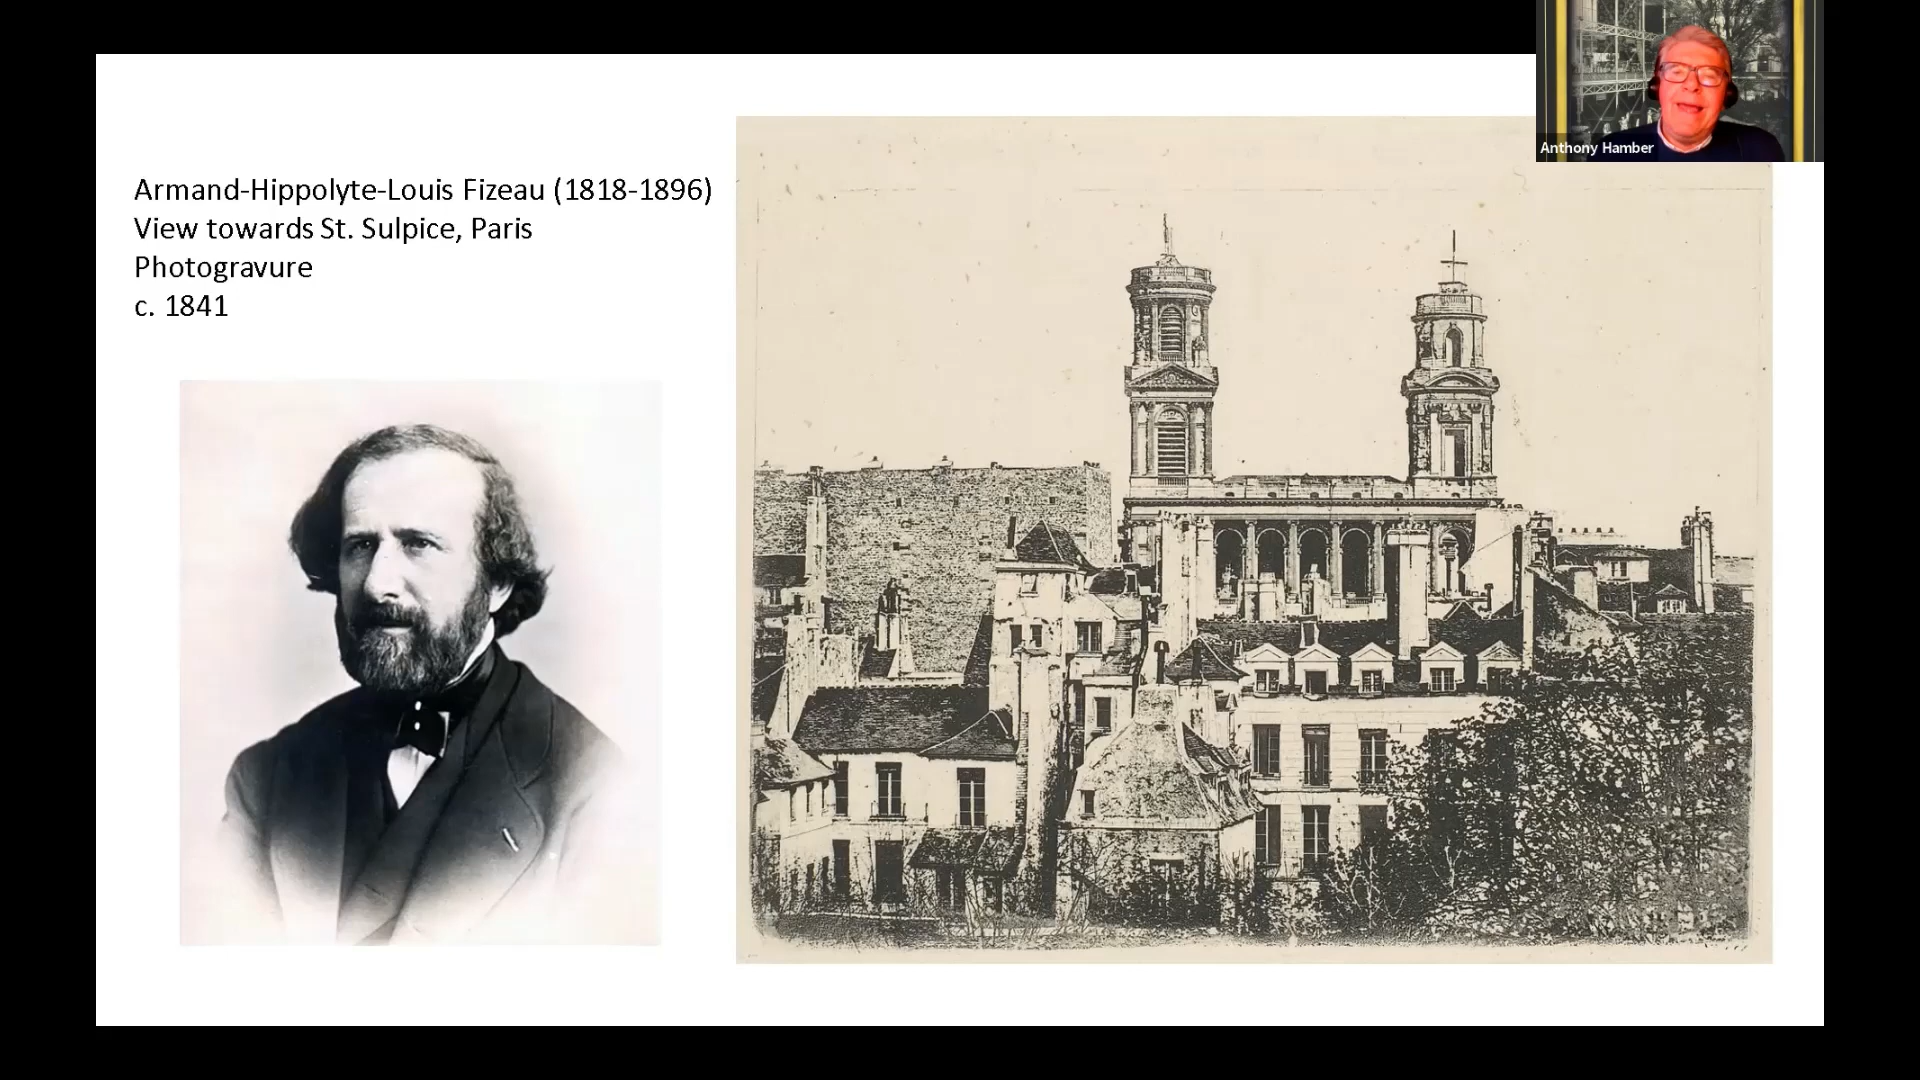 Armand-Hippolyte-Louis Fizeau (1818-1896)
View towards St. Sulpice, Paris
Photogravure
c. 1841
Anthony Hamber